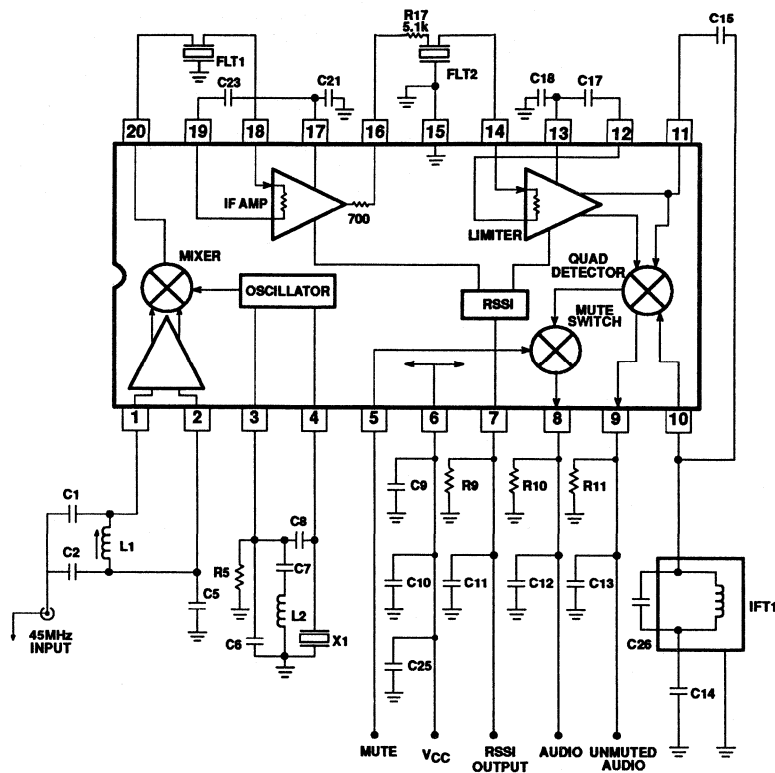 R17
5.1k
C15
FLT1
FLT2
C23
C21
C18
C17
20
19
18
17
16
15
14
13
12
11
IF AMP
700
LIMITER
MIXER
OSCILLATOR
RSSI
QUAD
DETECTOR
MUTE
SWITCH
1
2
3
4
5
6
7
8
9
10
C1
L1
C2
C5
45MHz
INPUT
R5
C6
C8
C7
L2
X1
C9
R9
R10
R11
C10
C11
C12
C13
C25
C26
IFT1
C14
MUTE
VCC
RSSI
OUTPUT
AUDIO
UNMUTED
AUDIO